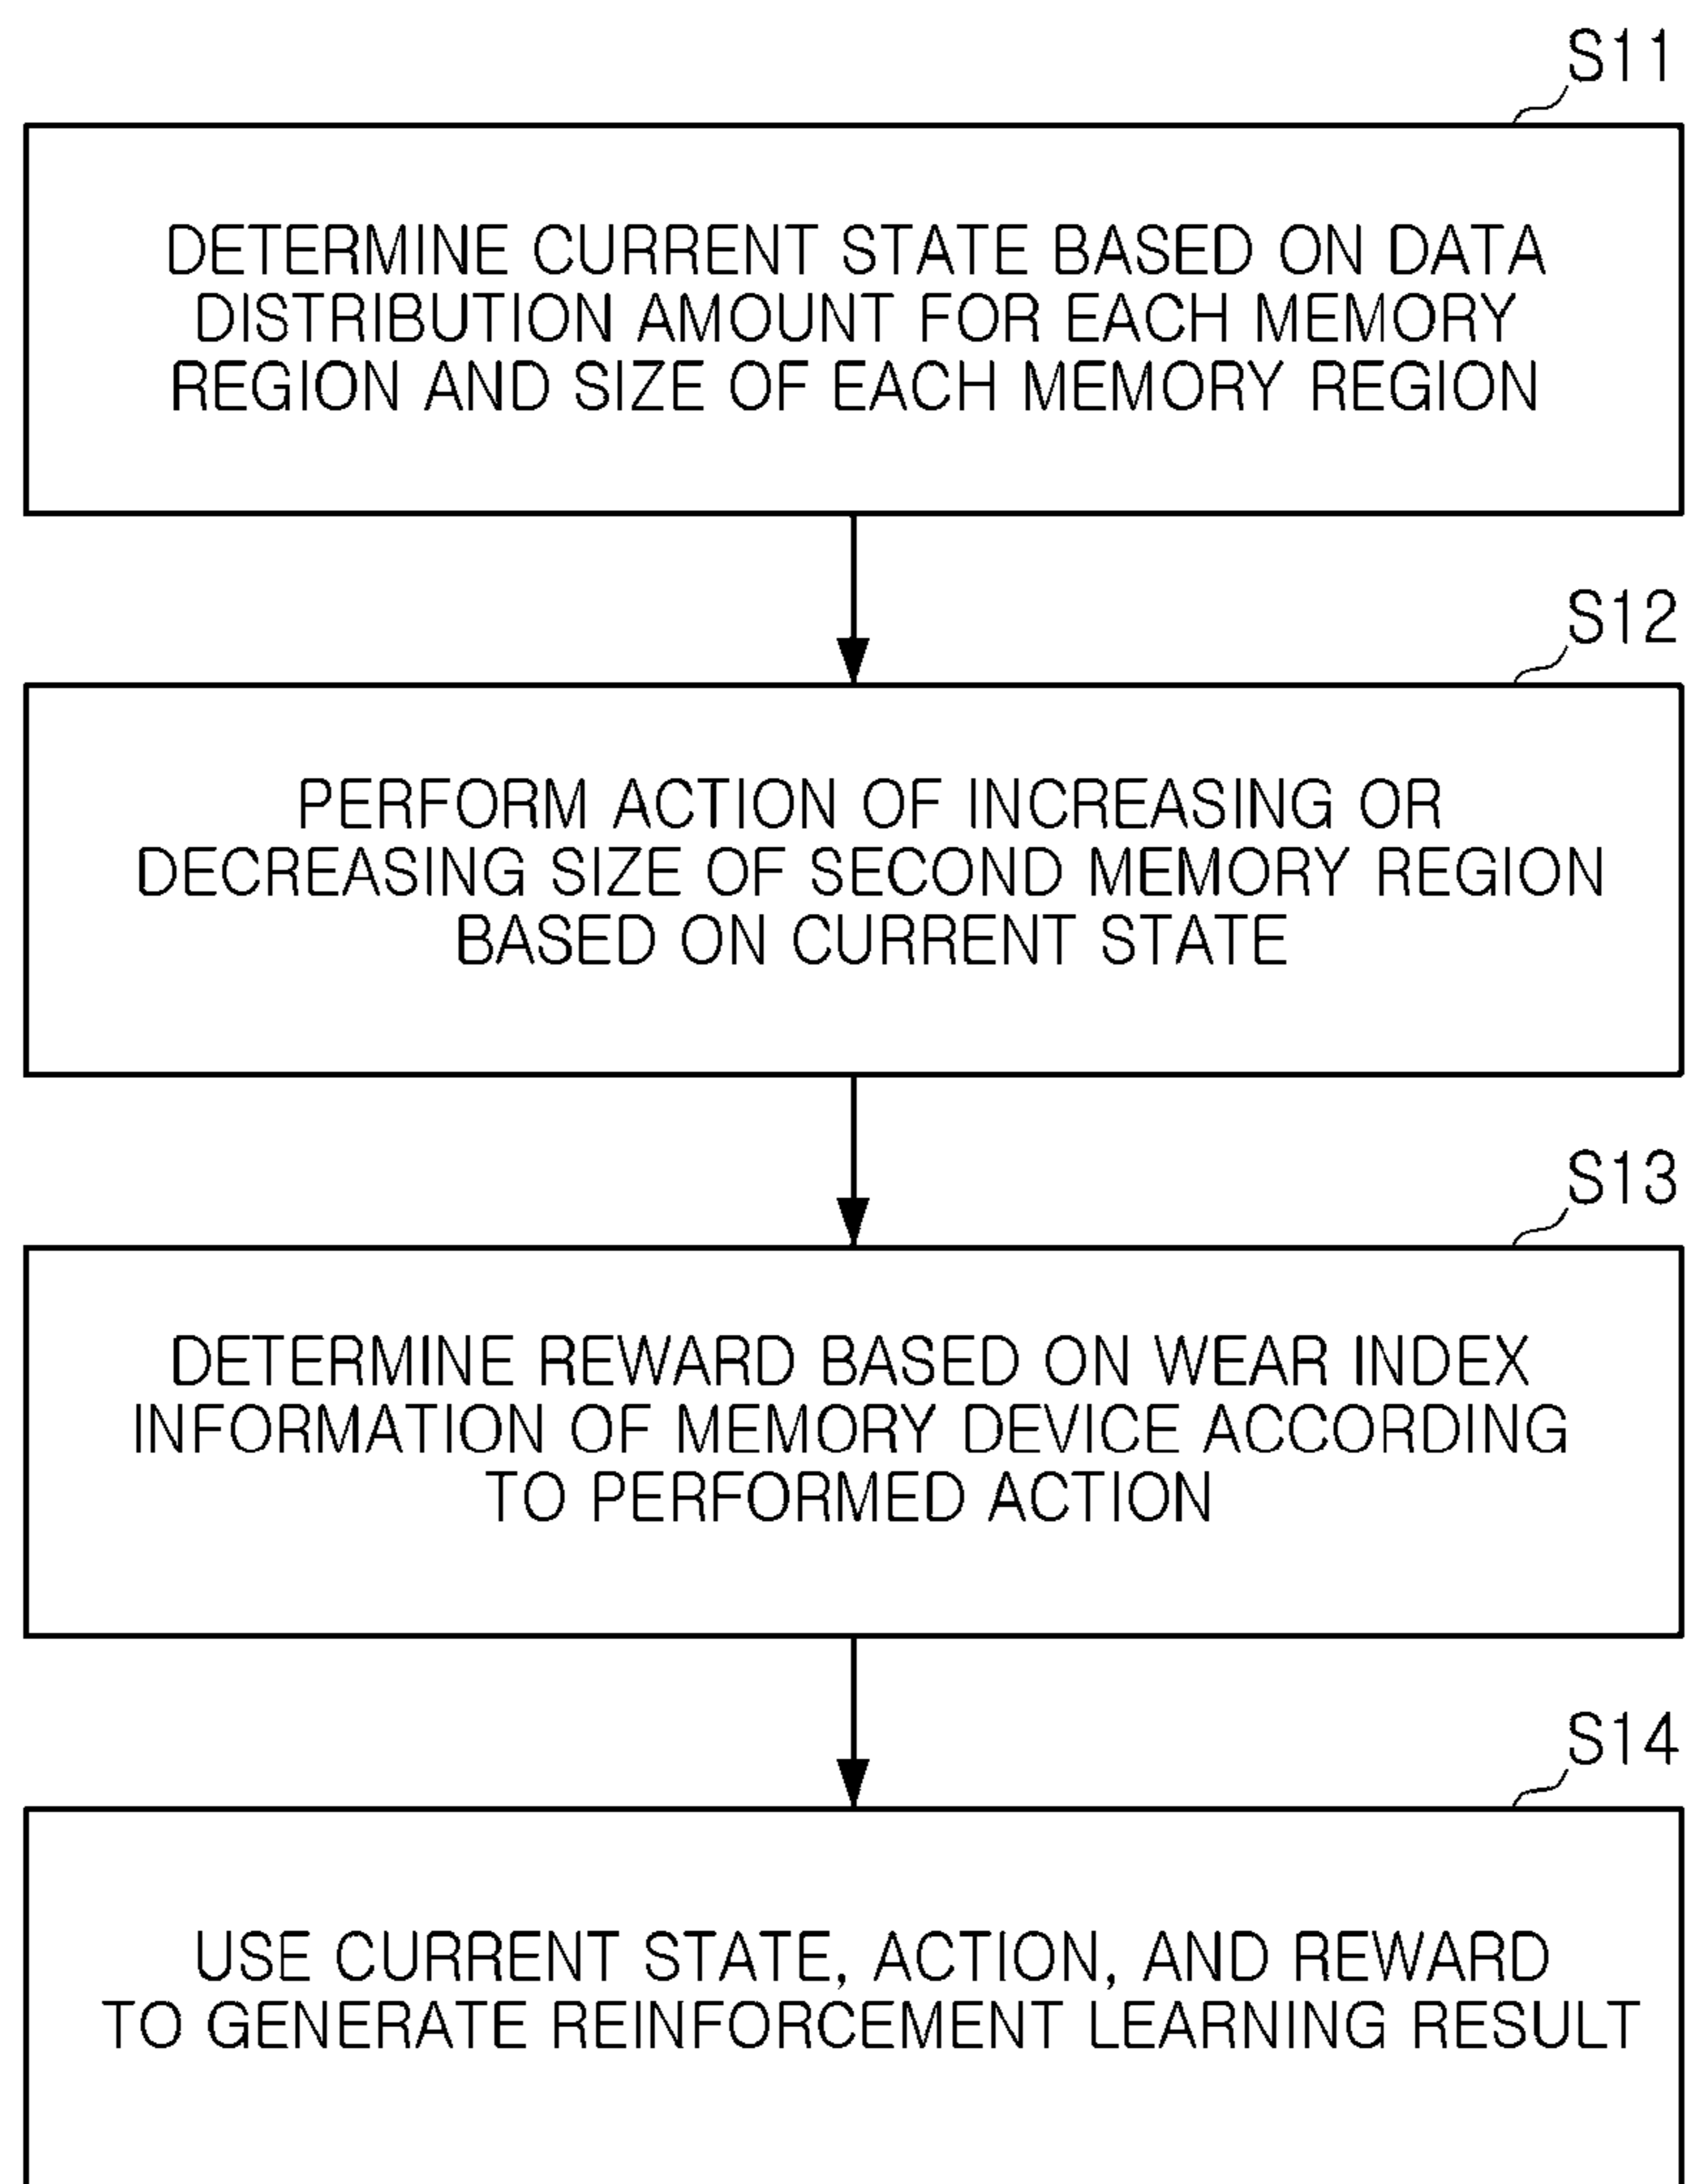 S11
DETERMINE CURRENT STATE BASED ON DATA
DISTRIBUTION AMOUNT FOR EACH MEMORY
REGION AND SIZE OF EACH MEMORY REGION
S12
PERFORM ACTION OF INCREASING OR
DECREASING SIZE OF SECOND MEMORY REGION
BASED ON CURRENT STATE
S13
DETERMINE REWARD BASED ON WEAR INDEX
INFORMATION OF MEMORY DEVICE ACCORDING
TO PERFORMED ACTION
S14
USE CURRENT STATE, ACTION, AND REWARD
TO GENERATE REINFORCEMENT LEARNING RESULT